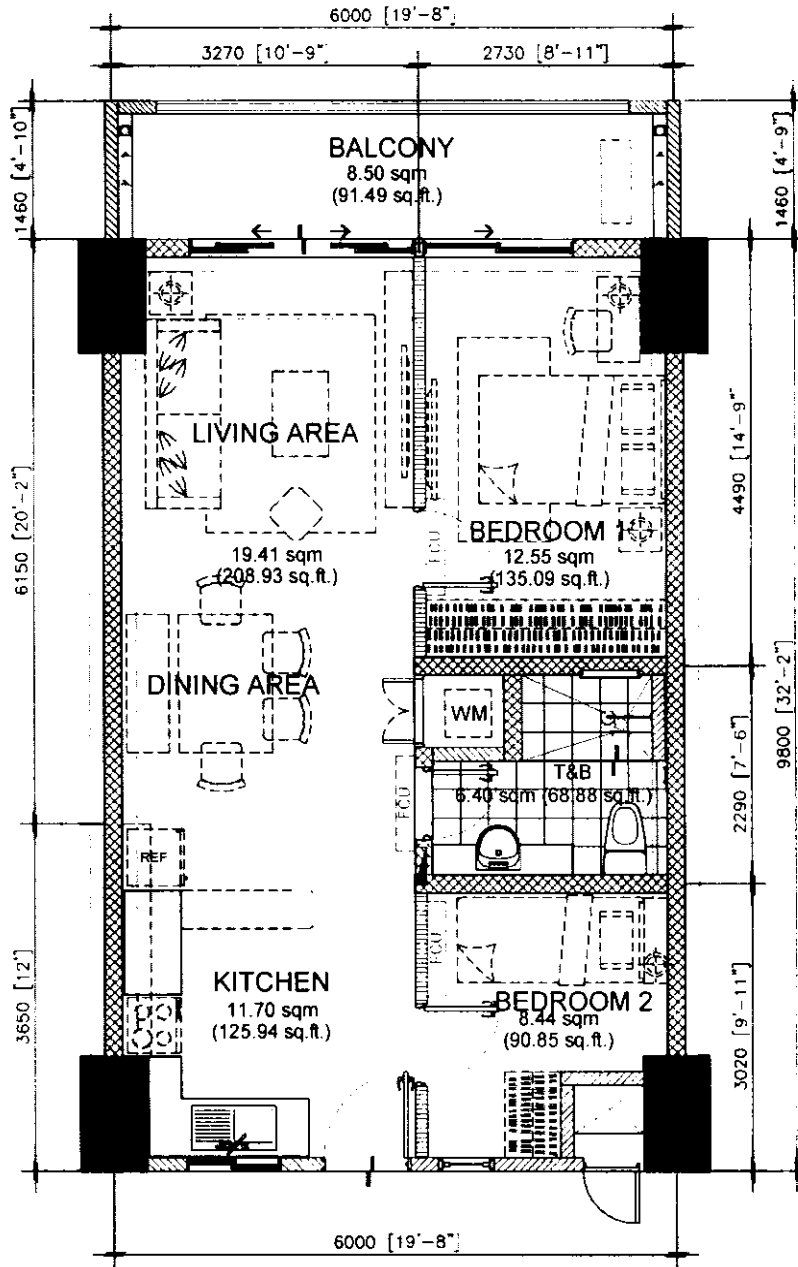 6000 [19'-8"]
3270 [10'-9"]
2730 [8'-11"]
1460 [4'-10"]
1460 [4'-9"]
BALCONY
8.50 sqm
(91.49 sq.ft.)
LIVING AREA
19.41 sqm
(208.93 sq.ft.)
6150 [20'-2"]
BEDROOM 1
12.55 sqm
(135.09 sq.ft.)
FCU
4490 [14'-9"]
9800 [32'-2"]
DINING AREA
WM
T&B
6.40 sqm (68.88 sq.ft.)
FCU
2290 [7'-6"]
REF
KITCHEN
11.70 sqm
(125.94 sq.ft.)
3650 [12']
FCU
BEDROOM 2
8.44 sqm
(90.85 sq.ft.)
3020 [9'-11"]
6000 [19'-8"]